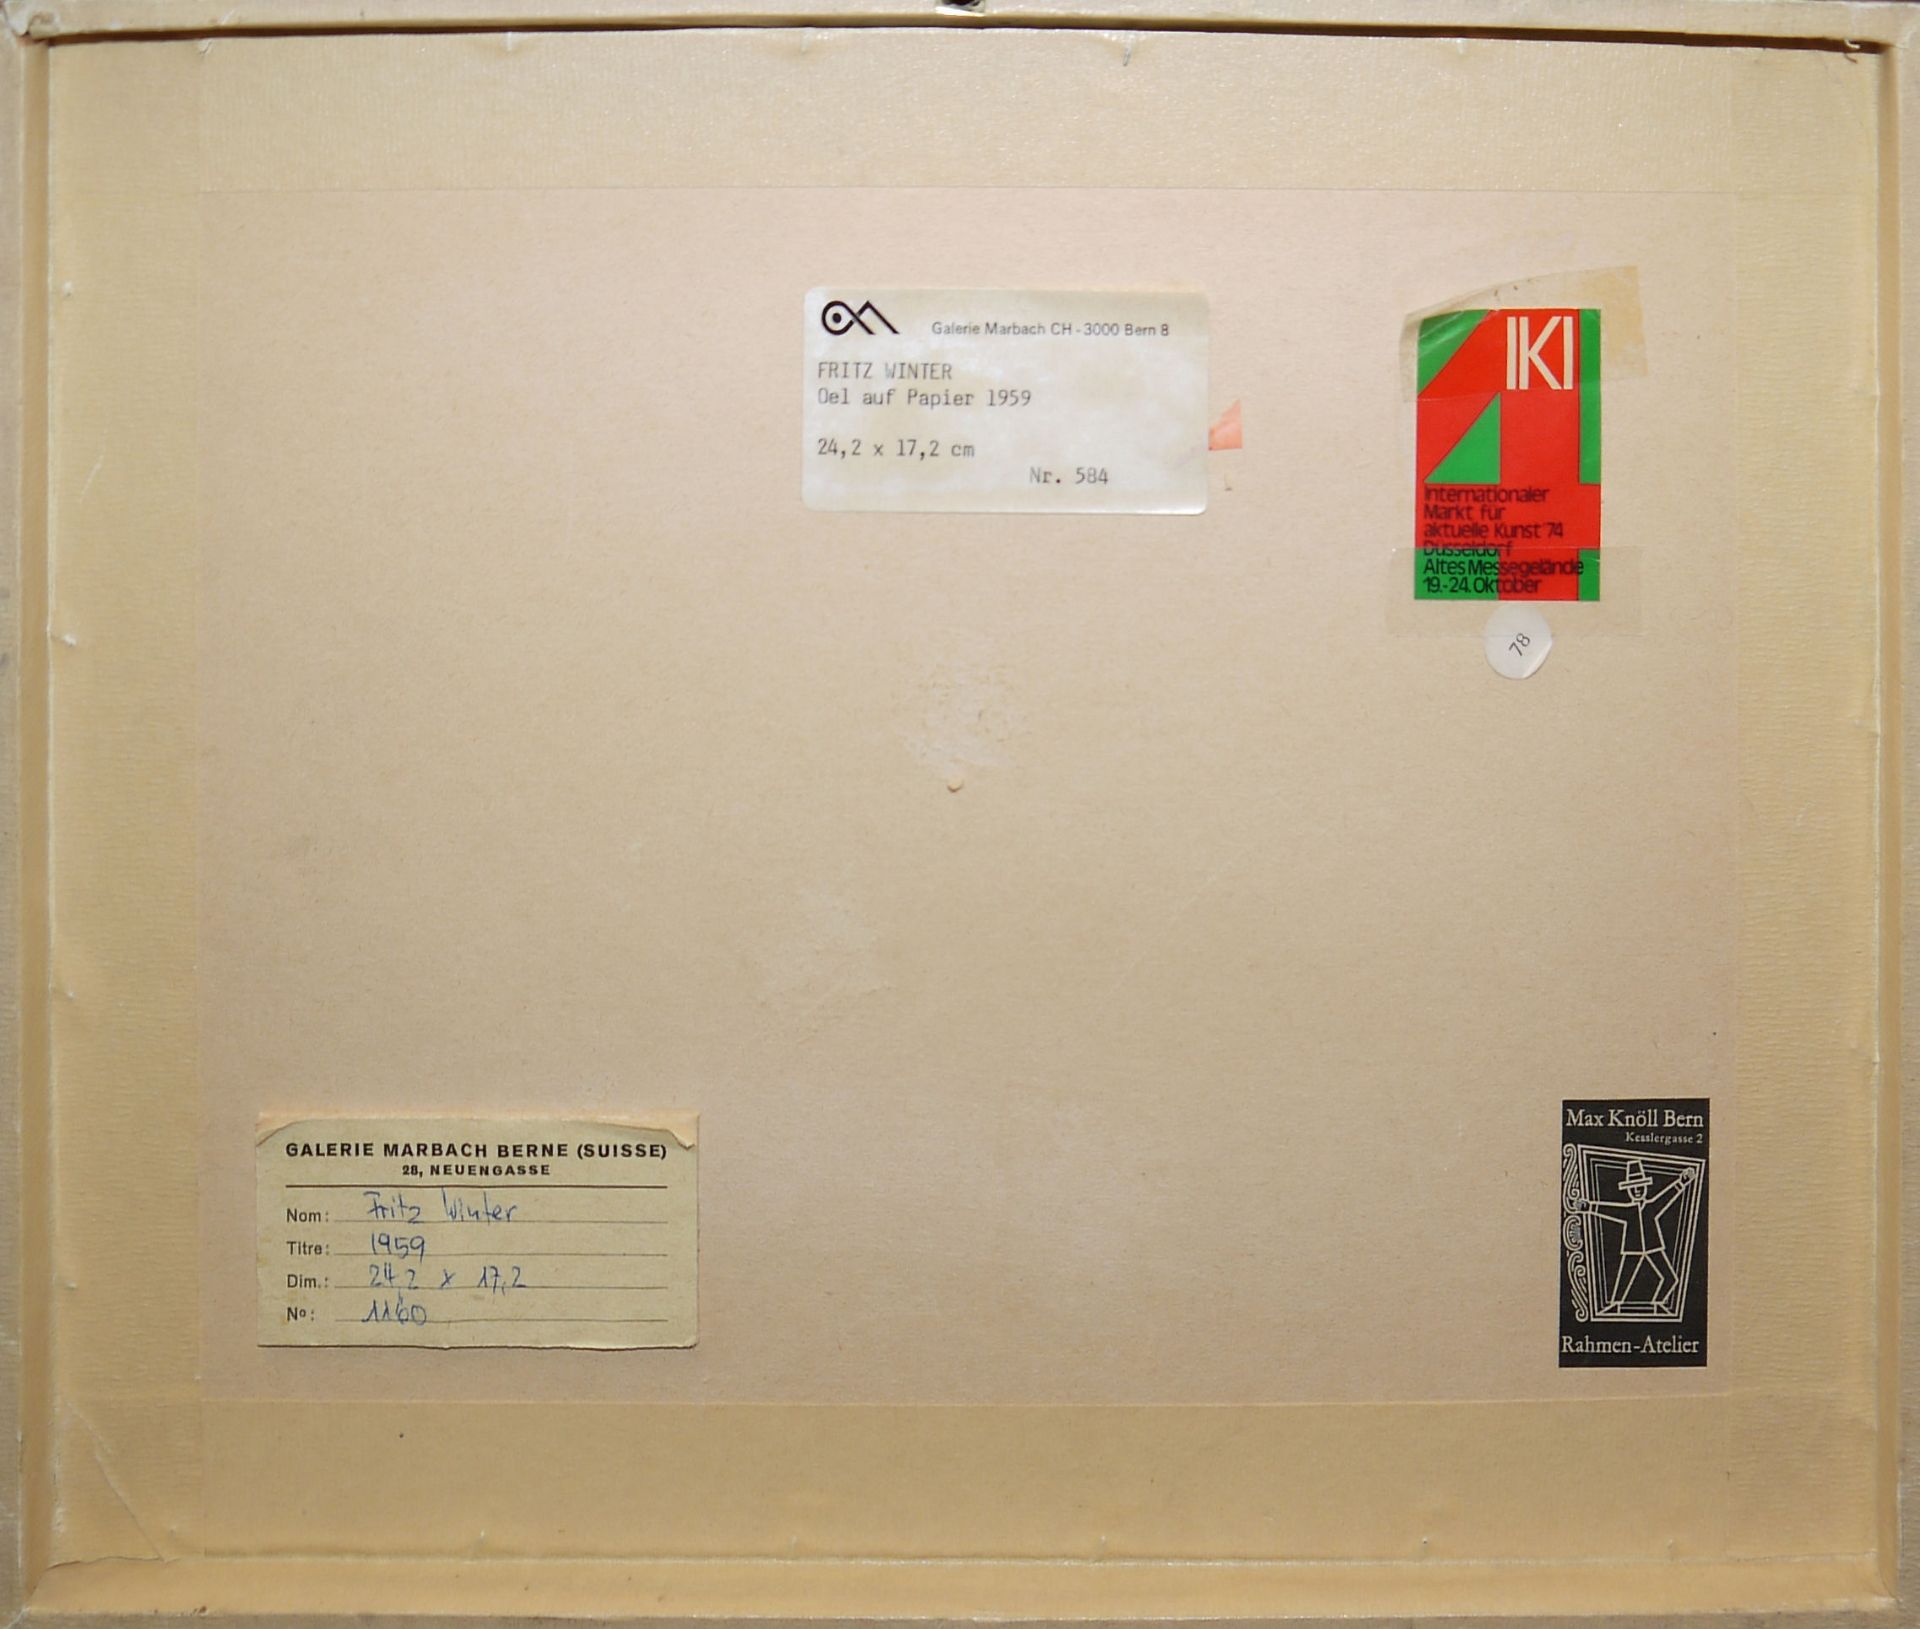 Galerie Marbach CH-3000 Bern 8
FRITZ WINTER
Oel auf Papier 1959
24,2 x 17,2 cm
Nr. 584
IKI
Internationaler
Markt für
aktuelle Kunst '74
Düsseldorf
Altes Messegelände
19.-24. Oktober
78
GALERIE MARBACH BERNE (SUISSE)
28, NEUENGASSE
Nom: Fritz Winter
Titre: 1959
Dim.: 24,2 x 17,2
No: 1160
Max Knöll Bern
Kesslergasse 2
Rahmen-Atelier